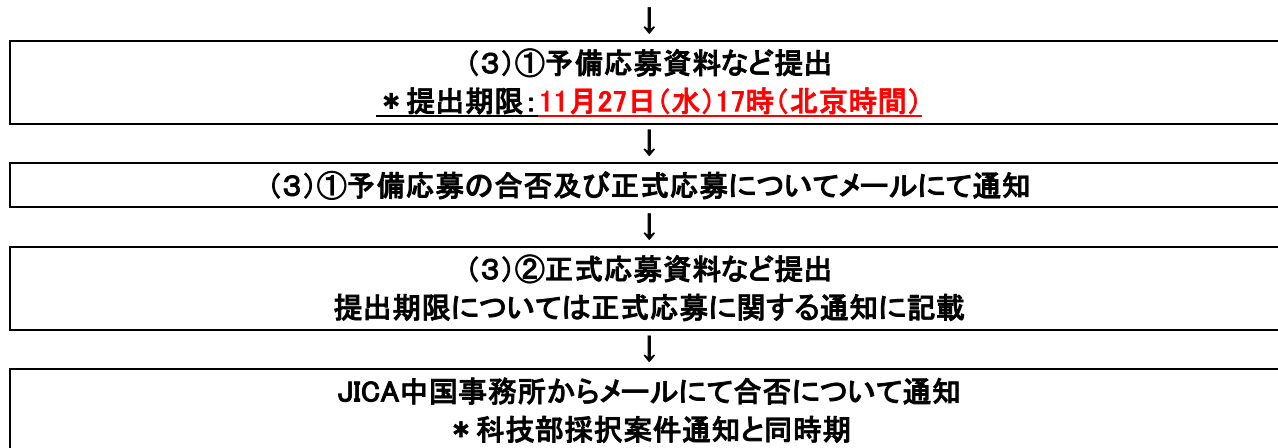 ↓
(3)①予備応募資料など提出
*提出期限:11月27日(水)17時(北京時間)
↓
(3)①予備応募の合否及び正式応募についてメールにて通知
↓
(3)②正式応募資料など提出
提出期限については正式応募に関する通知に記載
↓
JICA中国事務所からメールにて合否について通知
*科技部採択案件通知と同時期